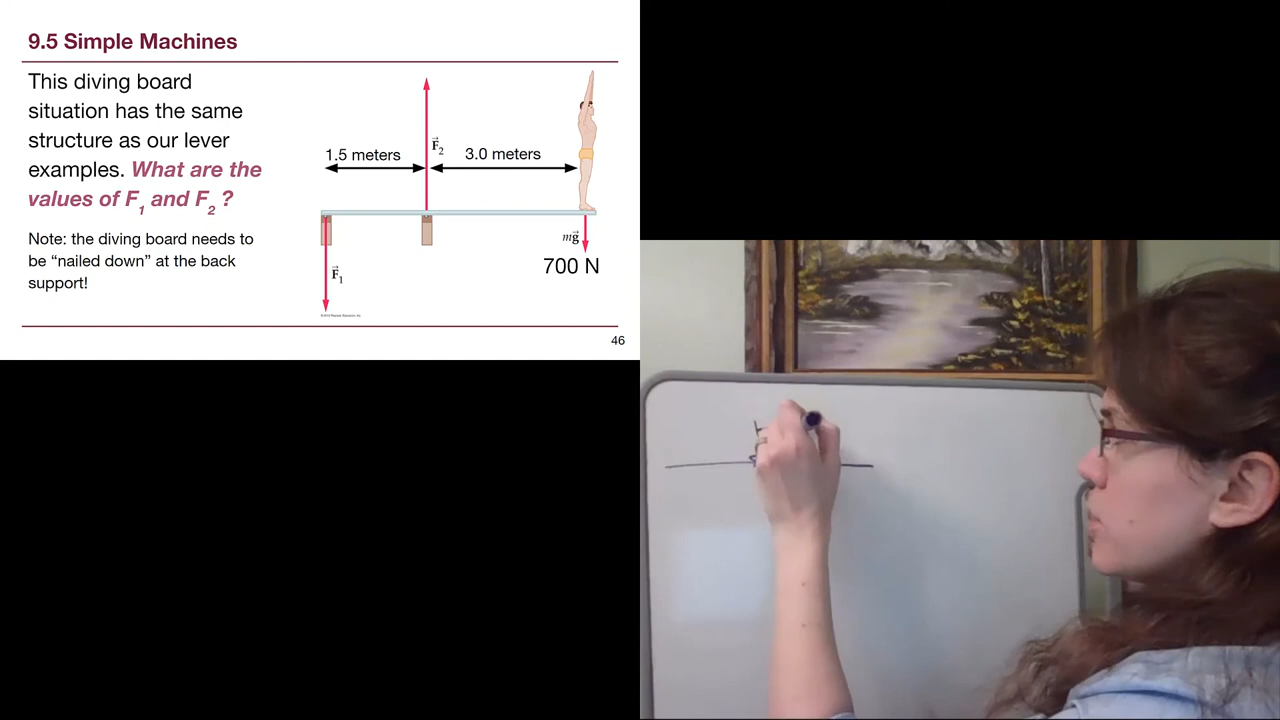 9.5 Simple Machines
This diving board
situation has the same
structure as our lever
examples. What are the
values of F1 and F2 ?
Note: the diving board needs to
be “nailed down” at the back
support!
1.5 meters
F2
3.0 meters
mg
700 N
F1
46